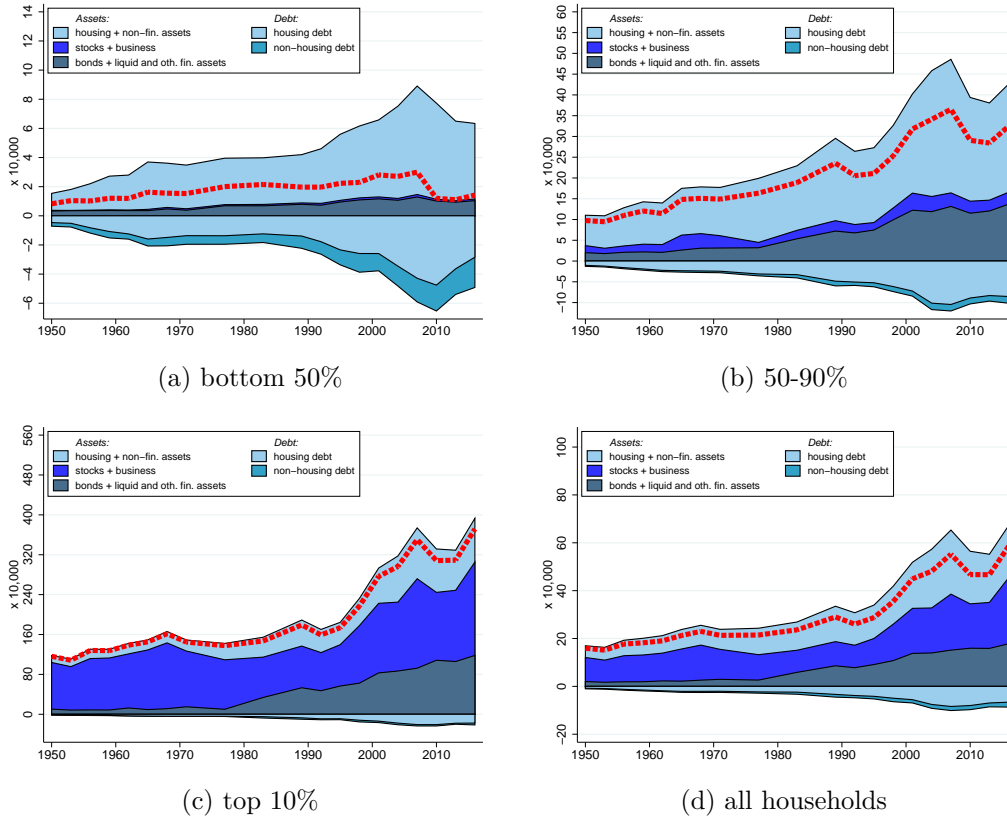 14
12
10
8
6
4
2
0
−2
−4
−6
x 10,000
Assets: Debt:
housing + non−fin. assets housing debt
stocks + business non−housing debt
bonds + liquid and oth. fin. assets
1950 1960 1970 1980 1990 2000 2010
(a) bottom 50%
60
55
50
45
40
35
30
25
20
15
10
5
0
−5
−10
x 10,000
Assets: Debt:
housing + non−fin. assets housing debt
stocks + business non−housing debt
bonds + liquid and oth. fin. assets
1950 1960 1970 1980 1990 2000 2010
(b) 50-90%
560
480
400
320
240
160
80
0
x 10,000
Assets: Debt:
housing + non−fin. assets housing debt
stocks + business non−housing debt
bonds + liquid and oth. fin. assets
1950 1960 1970 1980 1990 2000 2010
(c) top 10%
100
80
60
40
20
0
−20
x 10,000
Assets: Debt:
housing + non−fin. assets housing debt
stocks + business non−housing debt
bonds + liquid and oth. fin. assets
1950 1960 1970 1980 1990 2000 2010
(d) all households